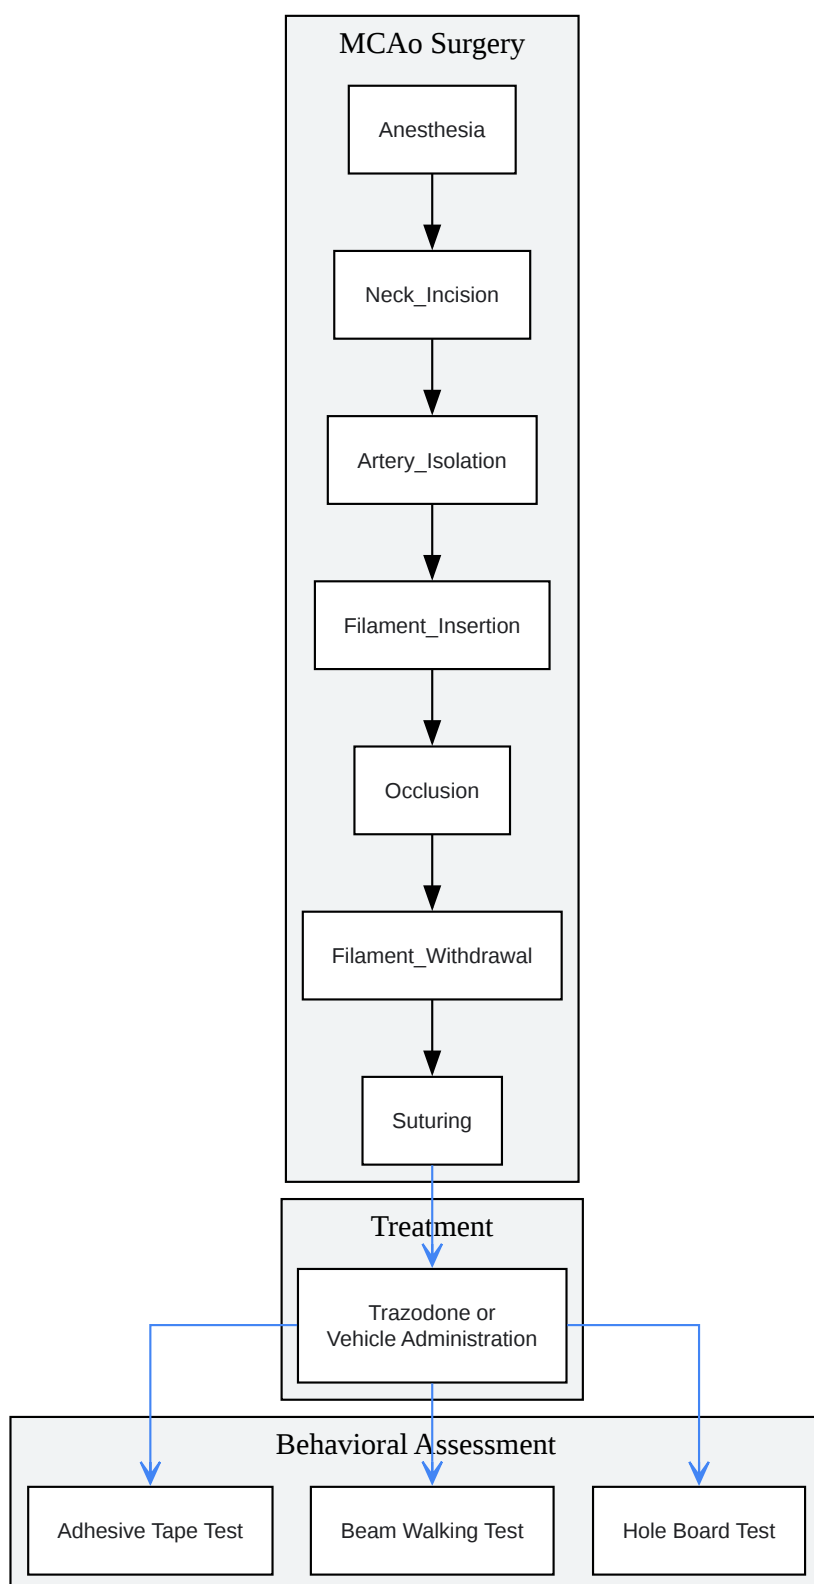 MCAo Surgery
Anesthesia
Neck_Incision
Artery_Isolation
Filament_Insertion
Occlusion
Filament_Withdrawal
Suturing
Treatment
Trazodone or
Vehicle Administration
Behavioral Assessment
Adhesive Tape Test
Beam Walking Test
Hole Board Test